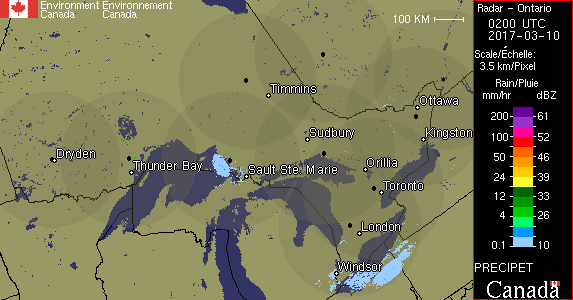 Environment Environnement
Canada Canada
100 KM
Radar - Ontario
0200 UTC
2017-03-10
Scale/Échelle:
3.5 km/Pixel
Rain/Pluie
mm/hr dBZ
200 61
100 52
50 46
24 39
12 33
4 26
0.1 10
PRECIPET
Canada
Timmins
Ottawa
Sudbury
Kingston
Dryden
Thunder Bay
Sault Ste. Marie
Orillia
Toronto
London
Windsor